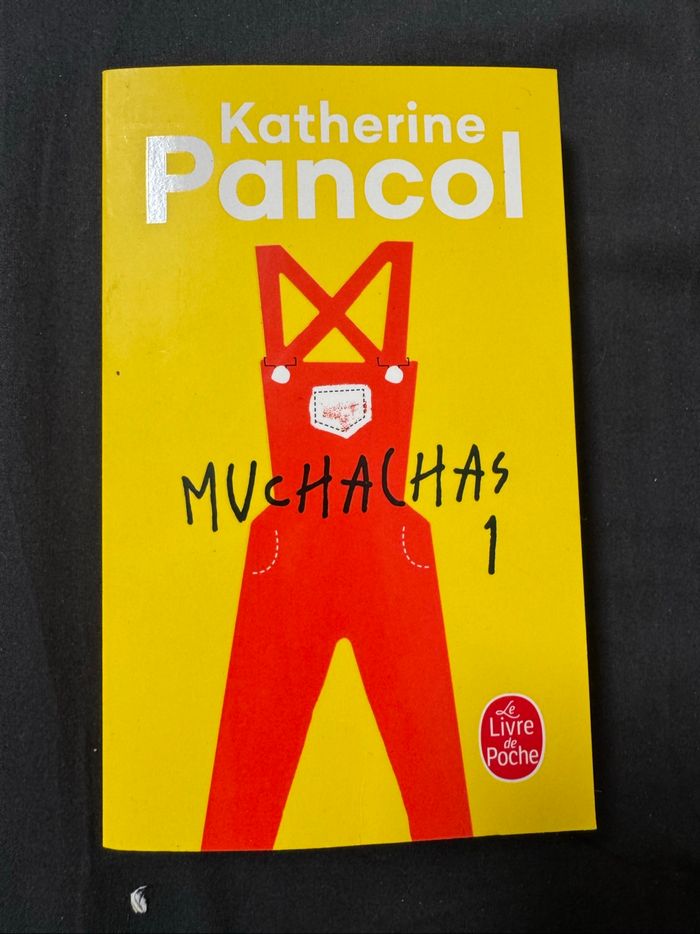 Katherine
Pancol
MUCHACHAS
1
Le
Livre
de
Poche